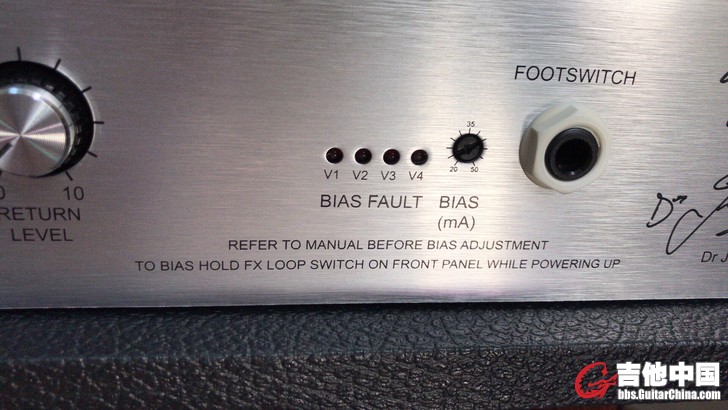 FOOTSWITCH
35
20 50
V1 V2 V3 V4
10
RETURN
LEVEL
BIAS FAULT
BIAS
(mA)
REFER TO MANUAL BEFORE BIAS ADJUSTMENT
TO BIAS HOLD FX LOOP SWITCH ON FRONT PANEL WHILE POWERING UP
Dr J
吉他中国
bbs.GuitarChina.com